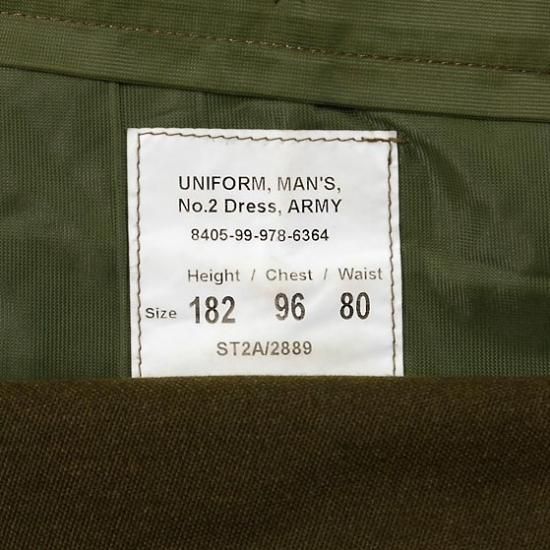 UNIFORM, MAN'S,
No.2 Dress, ARMY
8405-99-978-6364
Height / Chest / Waist
Size 182 96 80
ST2A/2889